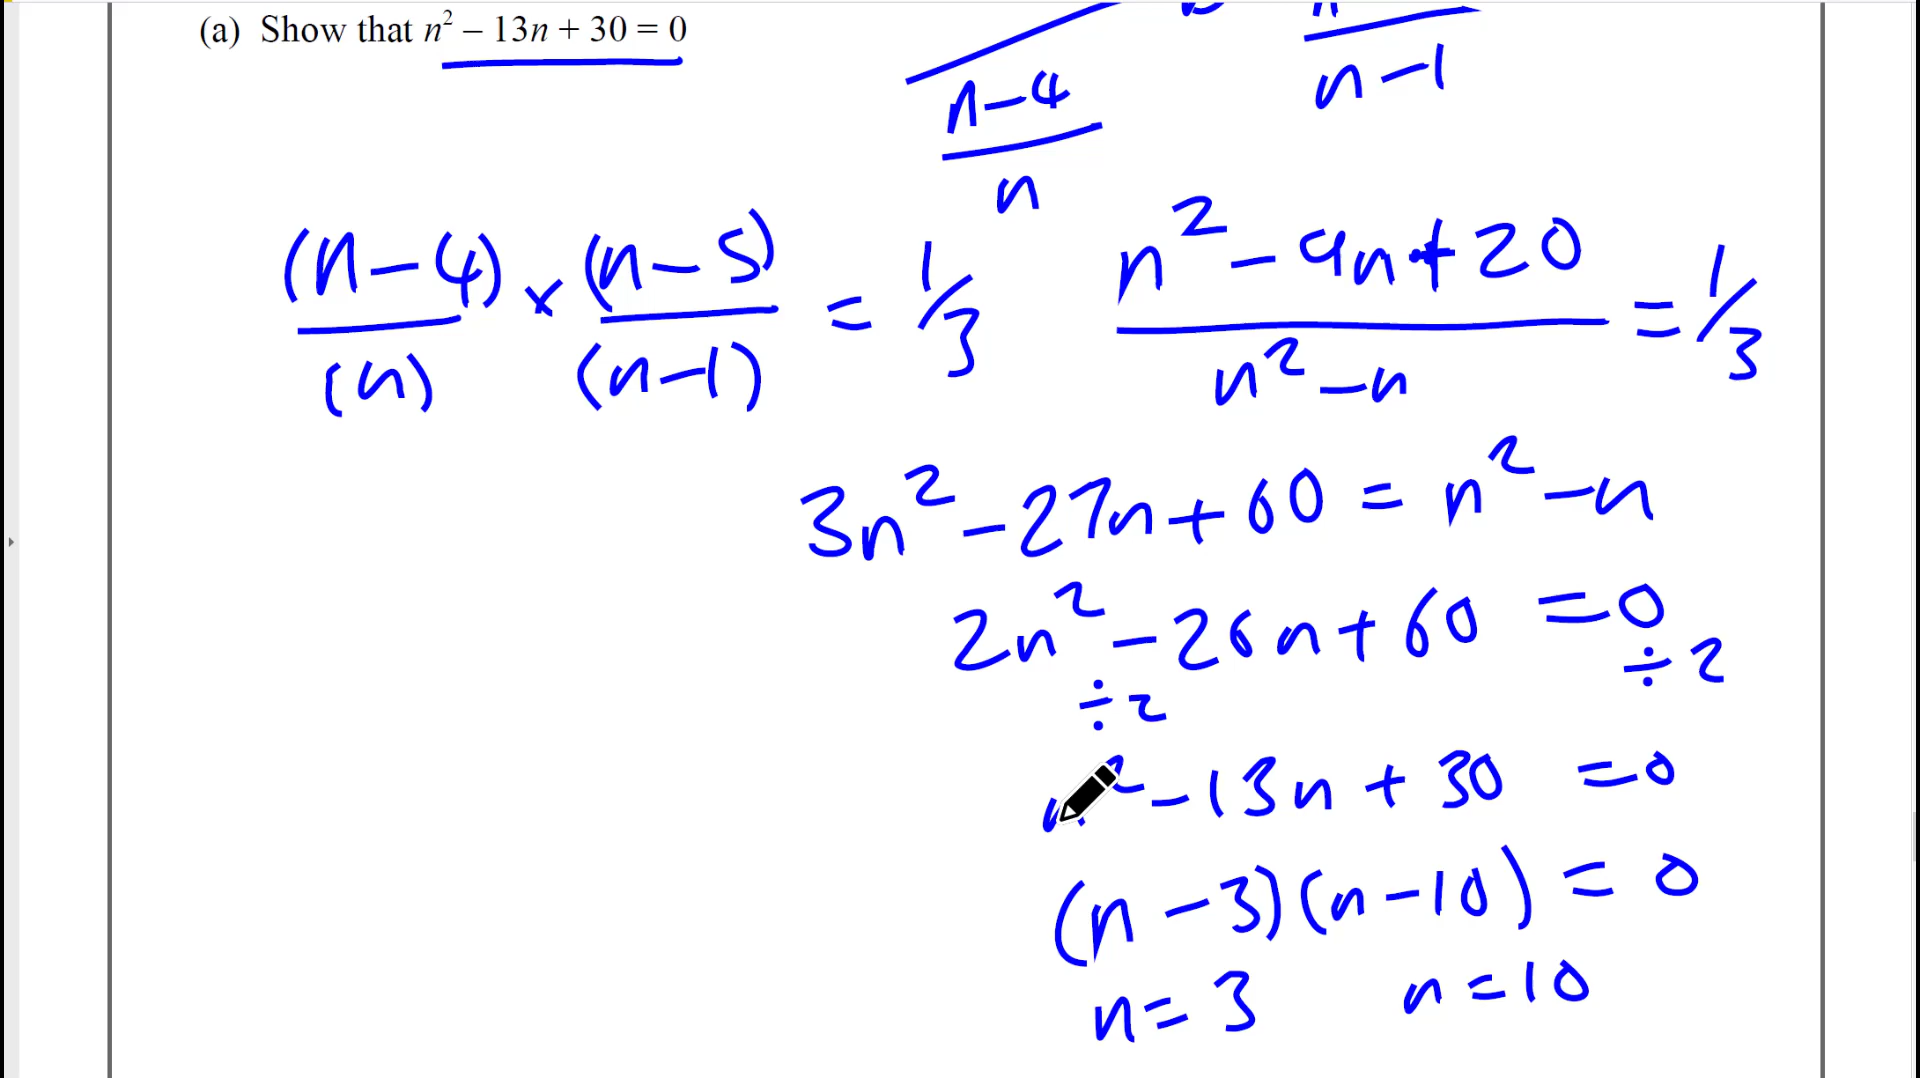 (a) Show that n² – 13n + 30 = 0
n–4
n
n–1
(n–4)/(n) × (n–5)/(n–1) = 1/3
(n²–9n+20)/(n²–n) = 1/3
3n²–27n+60 = n²–n
2n²–26n+60 = 0
÷2 ÷2
²–13n+30 = 0
(n–3)(n–10) = 0
n=3 n=10